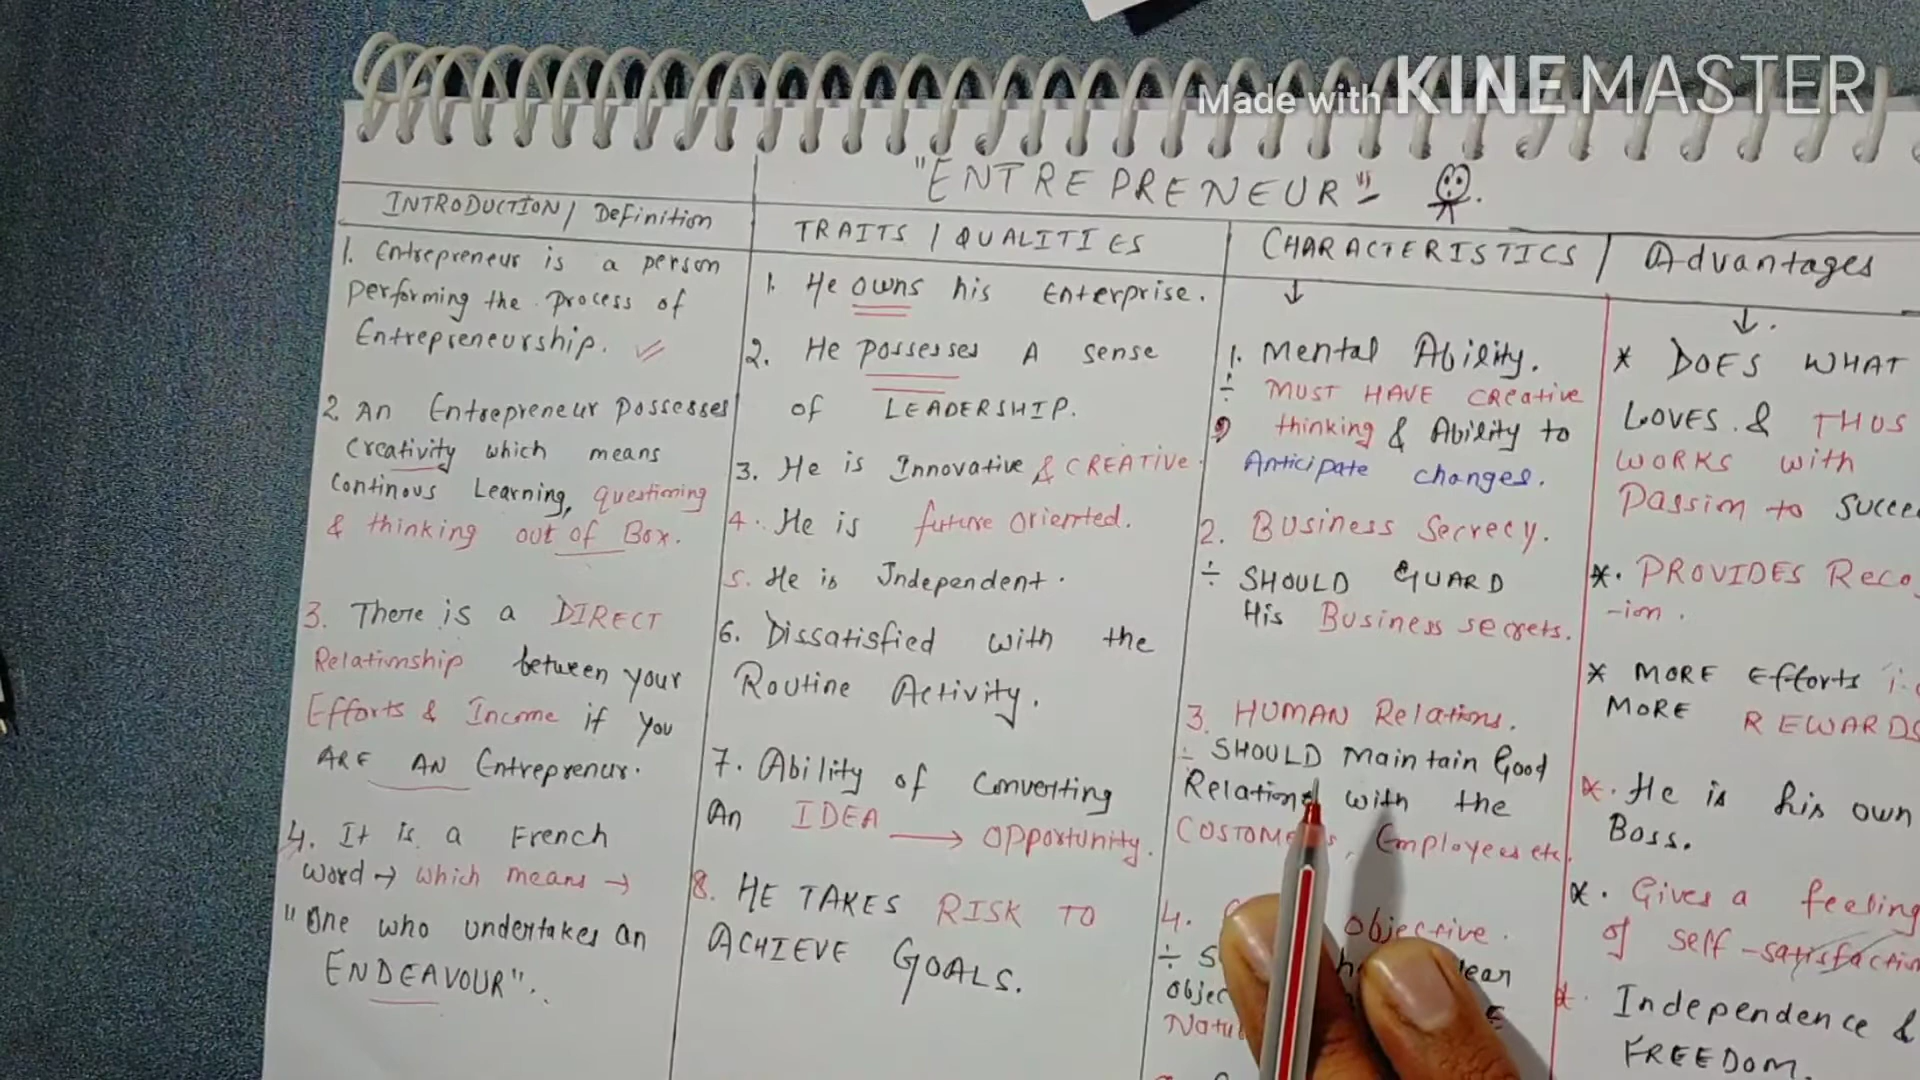 Made with KINEMASTER
"ENTREPRENEUR"
INTRODUCTION / Definition
1. Entrepreneur is a person
performing the process of
Entrepreneurship.
2 An Entrepreneur possesses
Creativity which means
Continous Learning, questioning
& thinking out of Box.
3. There is a DIRECT
Relationship between your
Efforts & Income if you
ARE AN Entreprenur.
4. It is a French
word → which means →
"One who undertakes an
ENDEAVOUR".
TRAITS / QUALITIES
1. He owns his Enterprise.
2. He possesses A sense
of LEADERSHIP.
3. He is Innovative & CREATIVE
4. He is future oriented.
5. He is Independent.
6. Dissatisfied with the
Routine Activity.
7. Ability of converting
An IDEA → opportunity.
8. HE TAKES RISK TO
ACHIEVE GOALS.
CHARACTERISTICS
↓
1. Mental Ability.
÷ MUST HAVE creative
thinking & Ability to
Anticipate changes.
2. Business Secrecy.
÷ SHOULD GUARD
His Business secrets.
3. HUMAN Relations.
÷ SHOULD Maintain Good
Relations with the
Customers, Employees etc.
4. objective.
÷
Advantages
↓
* DOES WHAT
LOVES & THUS
WORKS with
Passion to
* PROVIDES
-ion.
* MORE Efforts
MORE REWARDS
*. He is his own
Boss.
*. Gives a feeling
of self-
*. Independence &
FREEDOM.